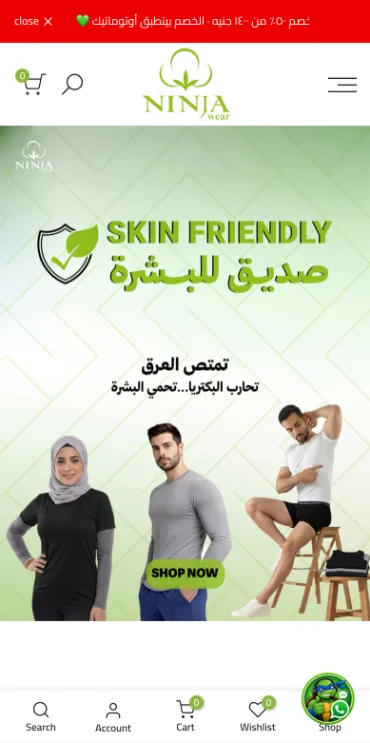 خصم ٥٠٪ من ١٤٠٠ جنيه - الخصم بيتطبق أوتوماتيك 💚
close ×
0
NINJA
wear
NINJA
SKIN FRIENDLY
صديق للبشرة
تمتص العرق
تحارب البكتريا...تحمي البشرة
SHOP NOW
0
0
Search
Account
Cart
Wishlist
Shop